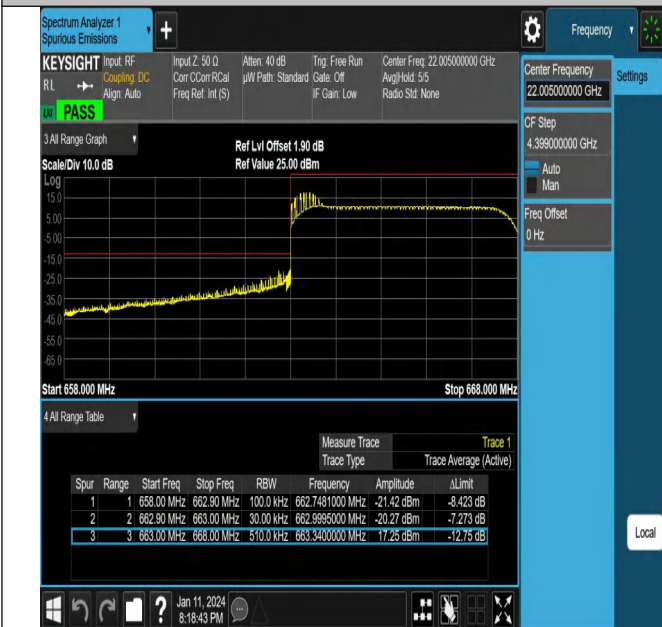 Spectrum Analyzer 1
Spurious Emissions
Frequency
KEYSIGHT
Input: RF
Coupling: DC
Align: Auto
Input Z: 50 Ω
Corr CCorr RCal
Freq Ref: Int (S)
Atten: 40 dB
µW Path: Standard
Trig: Free Run
Gate: Off
IF Gain: Low
Center Freq: 22.005000000 GHz
Avg|Hold: 5/5
Radio Std: None
RL
LXI
PASS
Center Frequency
22.005000000 GHz
Settings
CF Step
4.399000000 GHz
Auto
Man
Freq Offset
0 Hz
3 All Range Graph
Ref Lvl Offset 1.90 dB
Scale/Div 10.0 dB
Ref Value 25.00 dBm
Log
15.0
5.00
-5.00
-15.0
-25.0
-35.0
-45.0
-55.0
-65.0
Start 658.000 MHz
Stop 668.000 MHz
4 All Range Table
Measure Trace Trace 1
Trace Type Trace Average (Active)
Spur Range Start Freq Stop Freq RBW Frequency Amplitude ΔLimit
1 1 658.00 MHz 662.90 MHz 100.0 kHz 662.7481000 MHz -21.42 dBm -8.423 dB
2 2 662.90 MHz 663.00 MHz 30.00 kHz 662.9995000 MHz -20.27 dBm -7.273 dB
3 3 663.00 MHz 668.00 MHz 510.0 kHz 663.3400000 MHz 17.25 dBm -12.75 dB
Local
?
Jan 11, 2024
8:18:43 PM